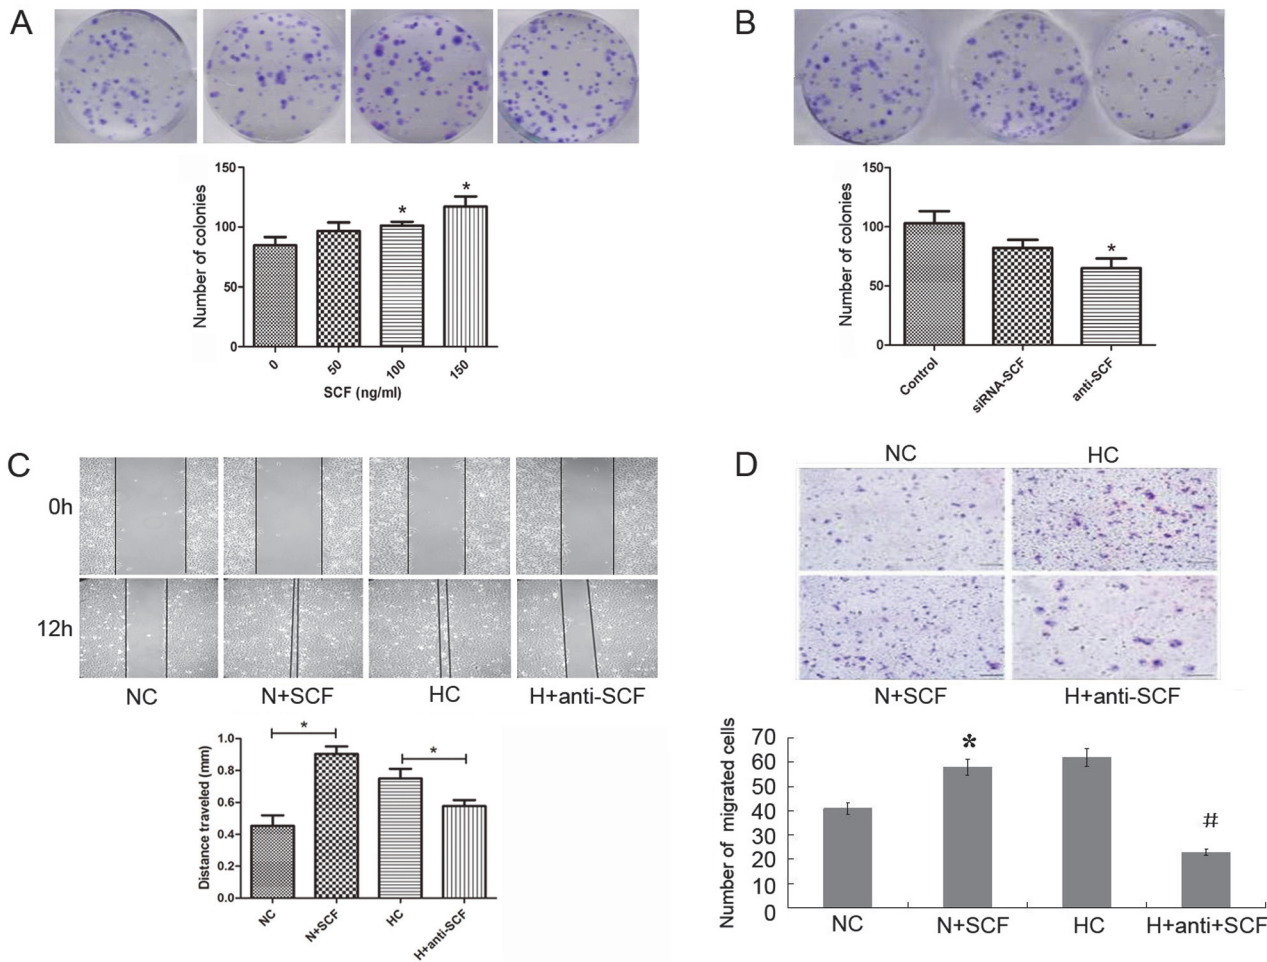 A
B
150
100
50
0
Number of colonies
*
*
0
50
100
150
SCF (ng/ml)
150
100
50
0
Number of colonies
*
Control
siRNA-SCF
anti-SCF
C
0h
12h
NC
N+SCF
HC
H+anti-SCF
1.0
0.8
0.6
0.4
0.2
0.0
Distance traveled (mm)
*
*
NC
N+SCF
HC
H+anti-SCF
D
NC
HC
N+SCF
H+anti-SCF
70
60
50
40
30
20
10
0
Number of migrated cells
*
#
NC
N+SCF
HC
H+anti+SCF